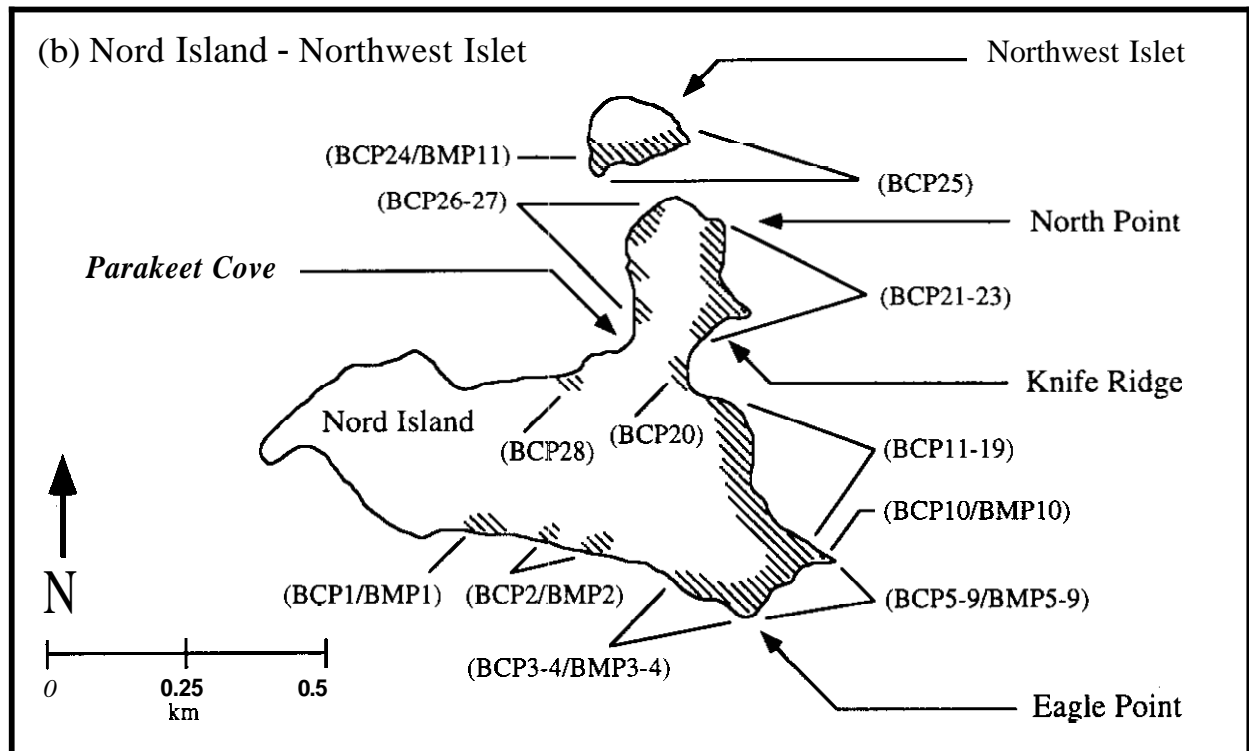 (b) Nord Island - Northwest Islet
Northwest Islet
(BCP24/BMP11)
(BCP25)
(BCP26-27)
North Point
Parakeet Cove
(BCP21-23)
Knife Ridge
Nord Island
(BCP20)
(BCP28)
(BCP11-19)
(BCP10/BMP10)
N
(BCP1/BMP1)
(BCP2/BMP2)
(BCP5-9/BMP5-9)
(BCP3-4/BMP3-4)
0 0.25 0.5
km
Eagle Point